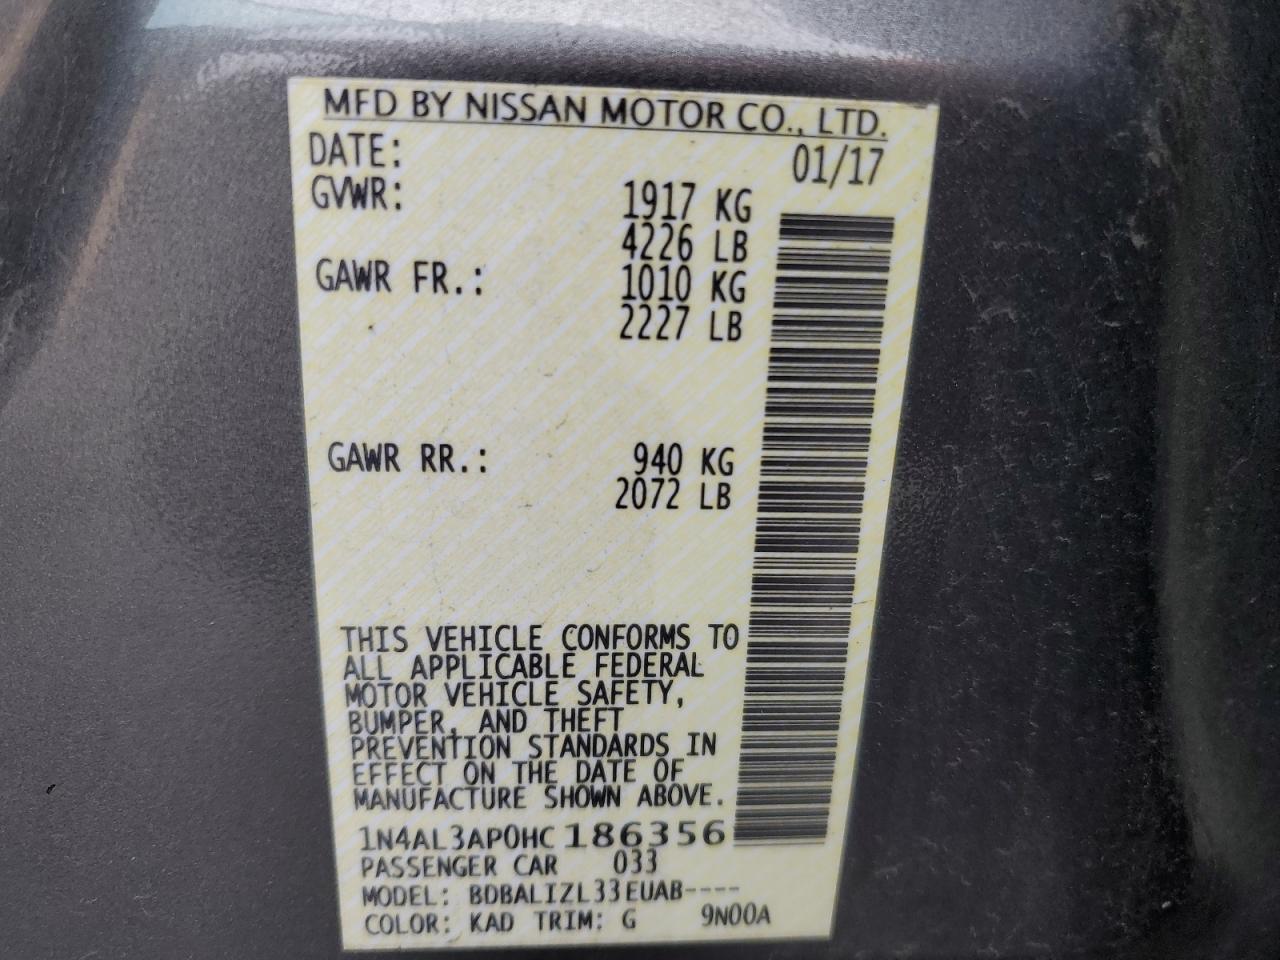 MFD BY NISSAN MOTOR CO., LTD.
DATE: 01/17
GVWR: 1917 KG
4226 LB
GAWR FR.: 1010 KG
2227 LB
GAWR RR.: 940 KG
2072 LB
THIS VEHICLE CONFORMS TO
ALL APPLICABLE FEDERAL
MOTOR VEHICLE SAFETY,
BUMPER, AND THEFT
PREVENTION STANDARDS IN
EFFECT ON THE DATE OF
MANUFACTURE SHOWN ABOVE.
1N4AL3AP0HC186356
PASSENGER CAR 033
MODEL: BDBALIZL33EUAB----
COLOR: KAD TRIM: G 9N00A